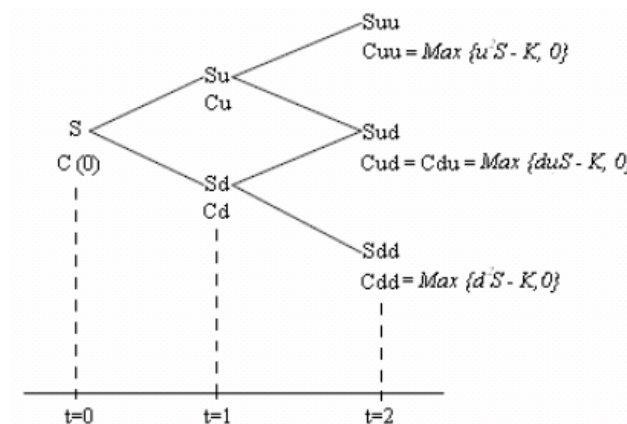 Suu
Cuu = Max {u²S - K, 0}
Su
Cu
S
C (0)
Sud
Cud = Cdu = Max {duS - K, 0}
Sd
Cd
Sdd
Cdd = Max {d²S - K, 0}
t=0 t=1 t=2